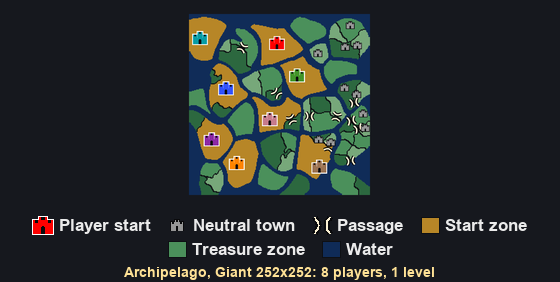 Player start
Neutral town
Passage
Start zone
Treasure zone
Water
Archipelago, Giant 252x252: 8 players, 1 level